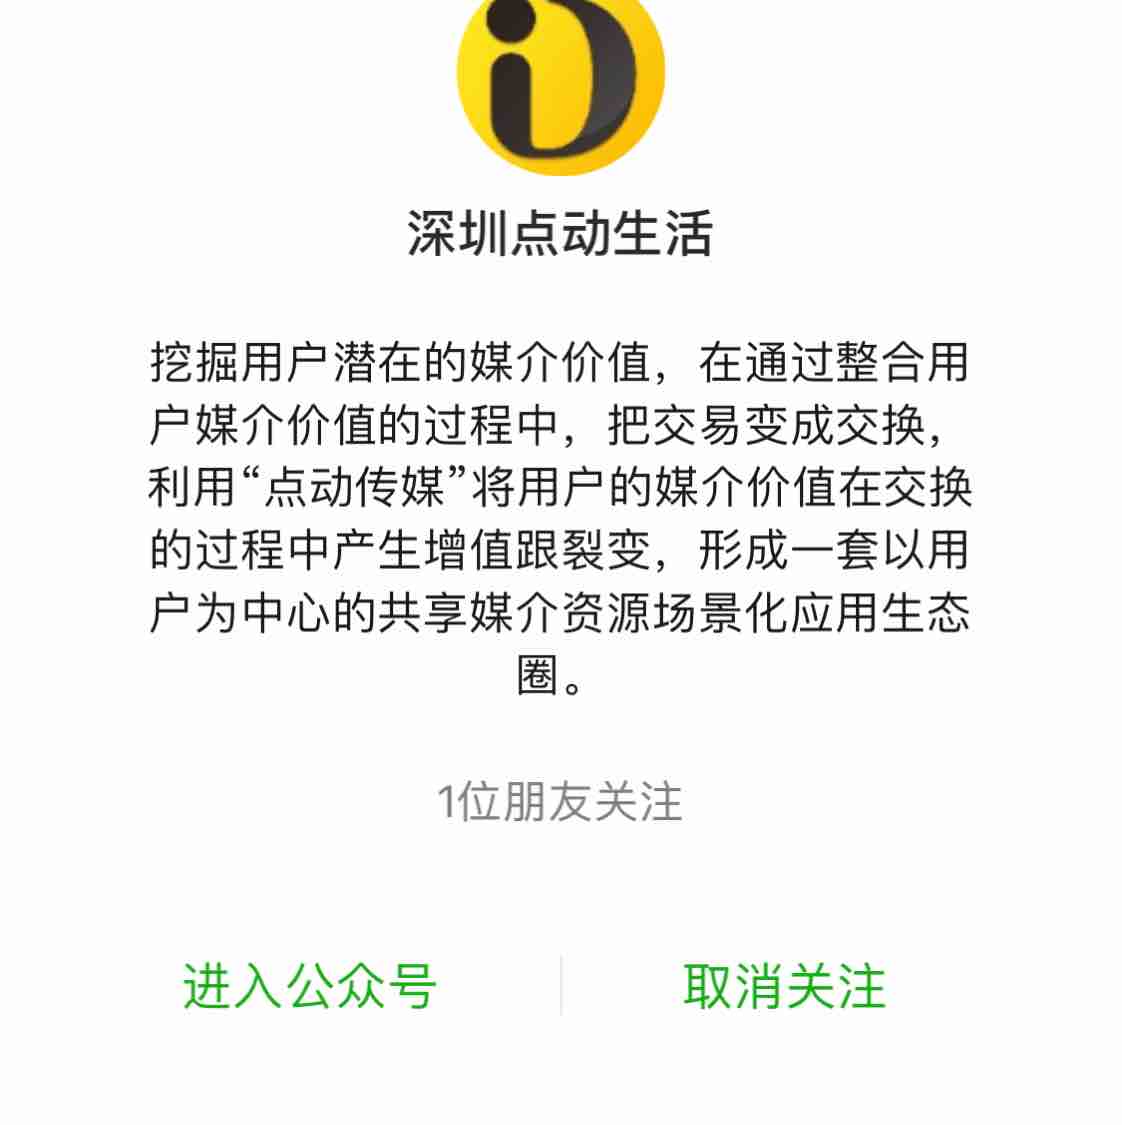 深圳点动生活
挖掘用户潜在的媒介价值，在通过整合用
户媒介价值的过程中，把交易变成交换，
利用“点动传媒”将用户的媒介价值在交换
的过程中产生增值跟裂变，形成一套以用
户为中心的共享媒介资源场景化应用生态
圈。
1位朋友关注
进入公众号
取消关注